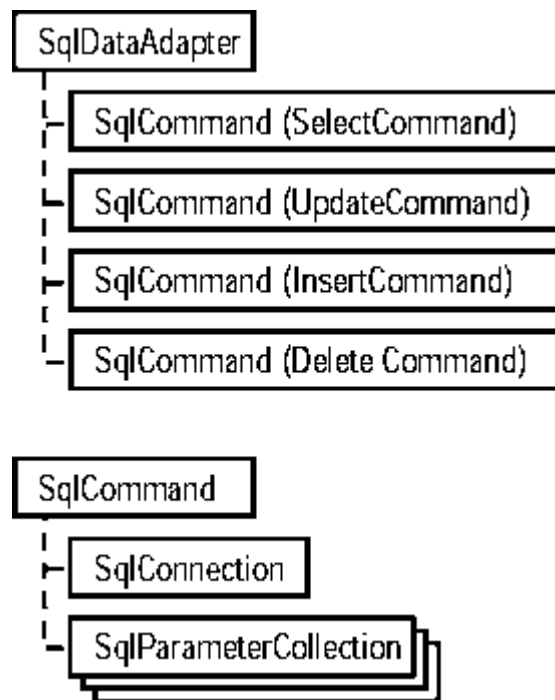 SqlDataAdapter
SqlCommand (SelectCommand)
SqlCommand (UpdateCommand)
SqlCommand (InsertCommand)
SqlCommand (Delete Command)
SqlCommand
SqlConnection
SqlParameterCollection